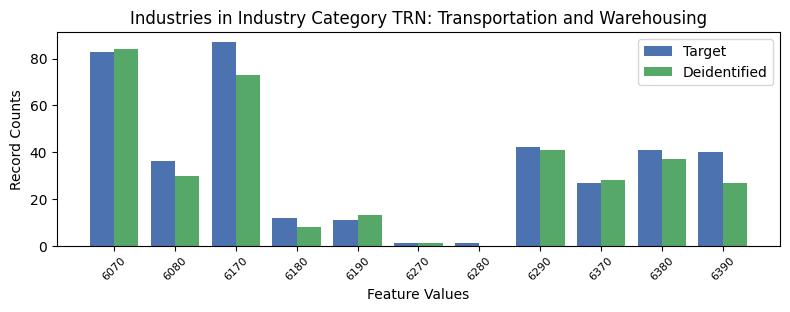 Industries in Industry Category TRN: Transportation and Warehousing
Target
Deidentified
Record Counts
80
60
40
20
0
6070 6080 6170 6180 6190 6270 6280 6290 6370 6380 6390
Feature Values